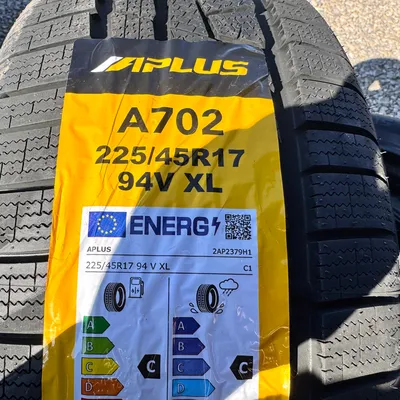 APLUS
A702
225/45R17
94V XL
ENERG
APLUS 2AP2379H1
225/45R17 94 V XL C1
A A
B B
C C C C
D D